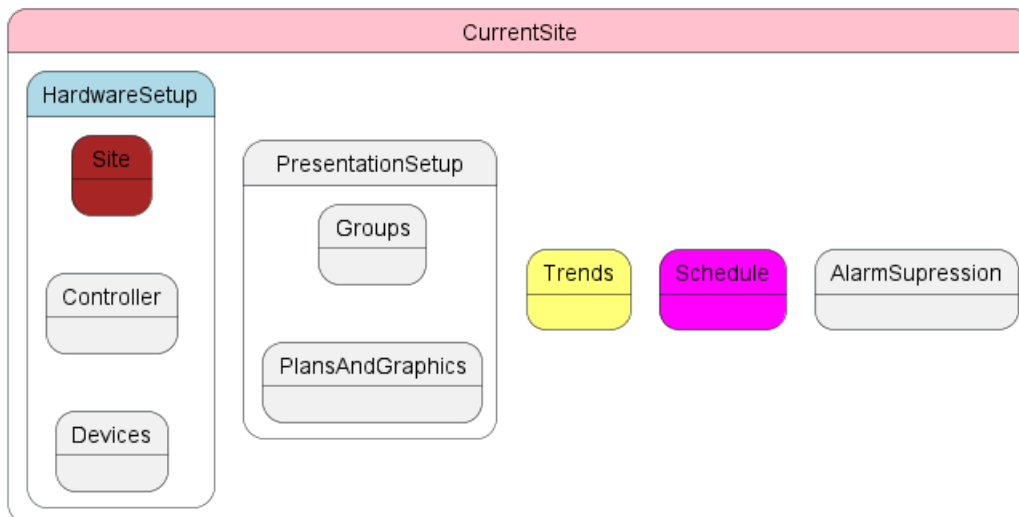 CurrentSite
HardwareSetup
Site
Controller
Devices
PresentationSetup
Groups
PlansAndGraphics
Trends
Schedule
AlarmSupression